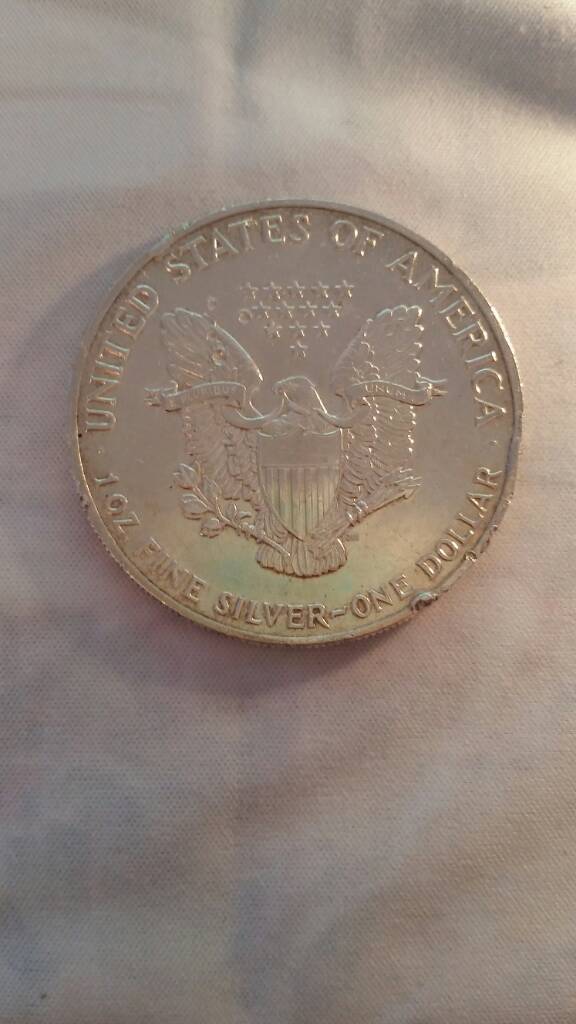 UNITED STATES OF AMERICA
1 OZ. FINE SILVER~ONE DOLLAR